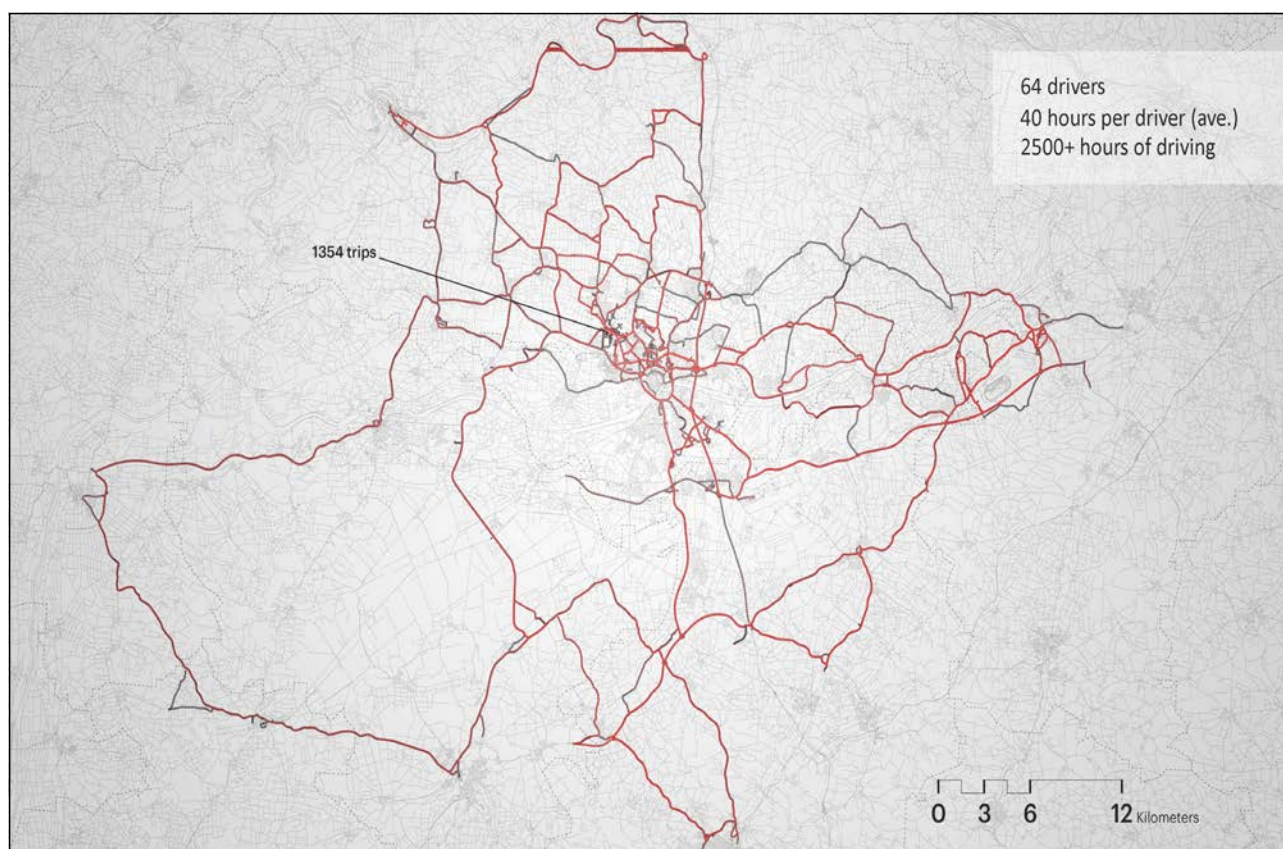 64 drivers
40 hours per driver (ave.)
2500+ hours of driving
1354 trips
0 3 6 12 Kilometers